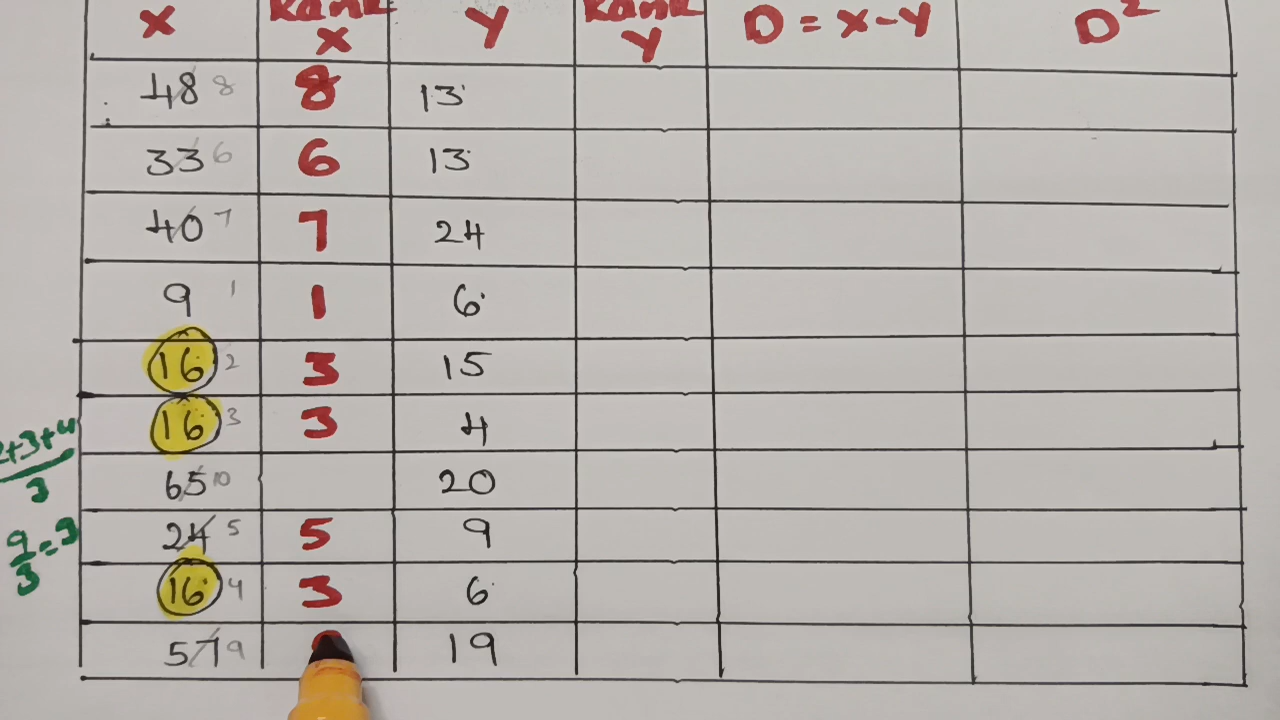 X Rank X Y Rank Y D = X-Y D²
48 8 8 13
33 6 6 13
40 7 7 24
9 1 1 6
16 2 3 15
16 3 3 4
2+3+4
3
65 10 20
24 5 5 9
9/3 = 3
16 4 3 6
57 9 19